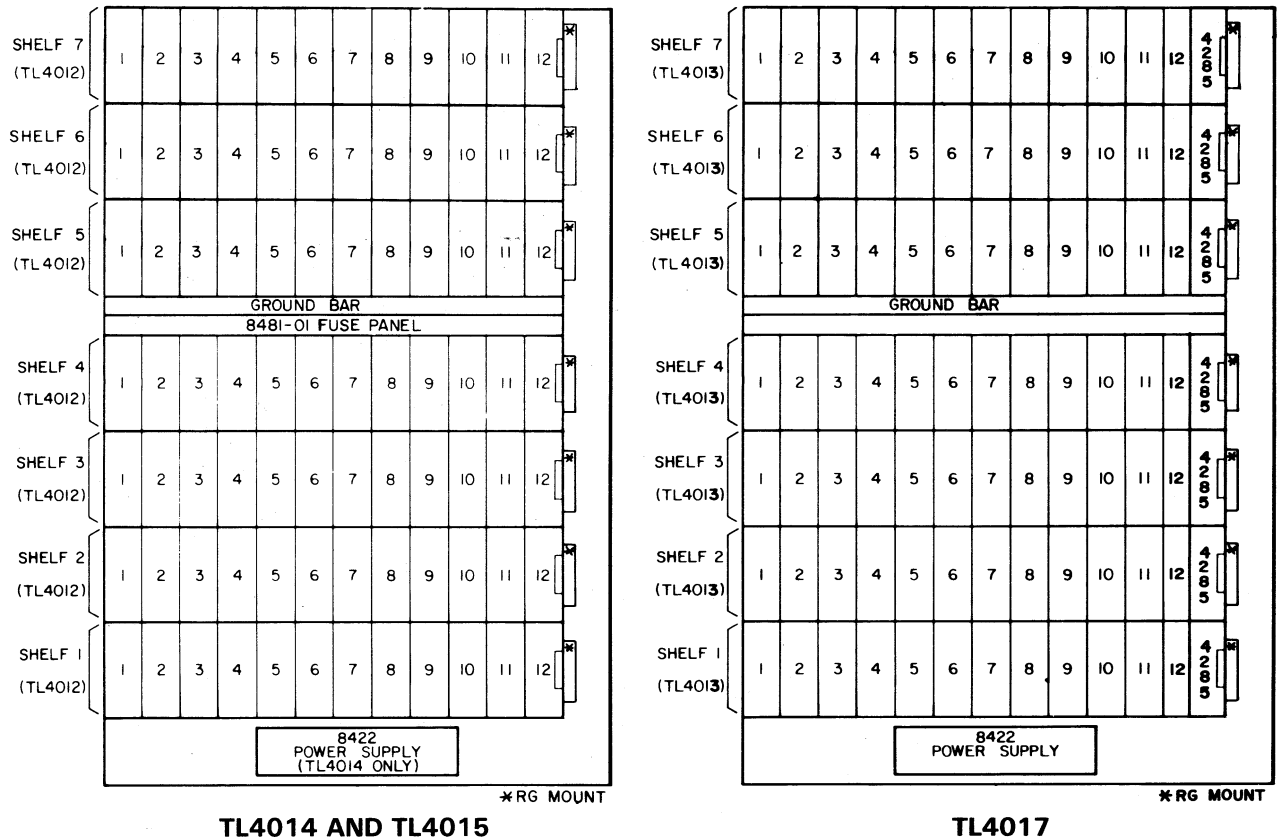 SHELF 7
(TL4012)
1 2 3 4 5 6 7 8 9 10 11 12
*
SHELF 6
(TL4012)
1 2 3 4 5 6 7 8 9 10 11 12
*
SHELF 5
(TL4012)
1 2 3 4 5 6 7 8 9 10 11 12
*
GROUND BAR
8481-01 FUSE PANEL
SHELF 4
(TL4012)
1 2 3 4 5 6 7 8 9 10 11 12
*
SHELF 3
(TL4012)
1 2 3 4 5 6 7 8 9 10 11 12
*
SHELF 2
(TL4012)
1 2 3 4 5 6 7 8 9 10 11 12
*
SHELF 1
(TL4012)
1 2 3 4 5 6 7 8 9 10 11 12
*
8422
POWER SUPPLY
(TL4014 ONLY)
*RG MOUNT
TL4014 AND TL4015
SHELF 7
(TL4013)
1 2 3 4 5 6 7 8 9 10 11 12 4285
*
SHELF 6
(TL4013)
1 2 3 4 5 6 7 8 9 10 11 12 4285
*
SHELF 5
(TL4013)
1 2 3 4 5 6 7 8 9 10 11 12 4285
*
GROUND BAR
SHELF 4
(TL4013)
1 2 3 4 5 6 7 8 9 10 11 12 4285
*
SHELF 3
(TL4013)
1 2 3 4 5 6 7 8 9 10 11 12 4285
*
SHELF 2
(TL4013)
1 2 3 4 5 6 7 8 9 10 11 12 4285
*
SHELF 1
(TL4013)
1 2 3 4 5 6 7 8 9 10 11 12 4285
*
8422
POWER SUPPLY
*RG MOUNT
TL4017